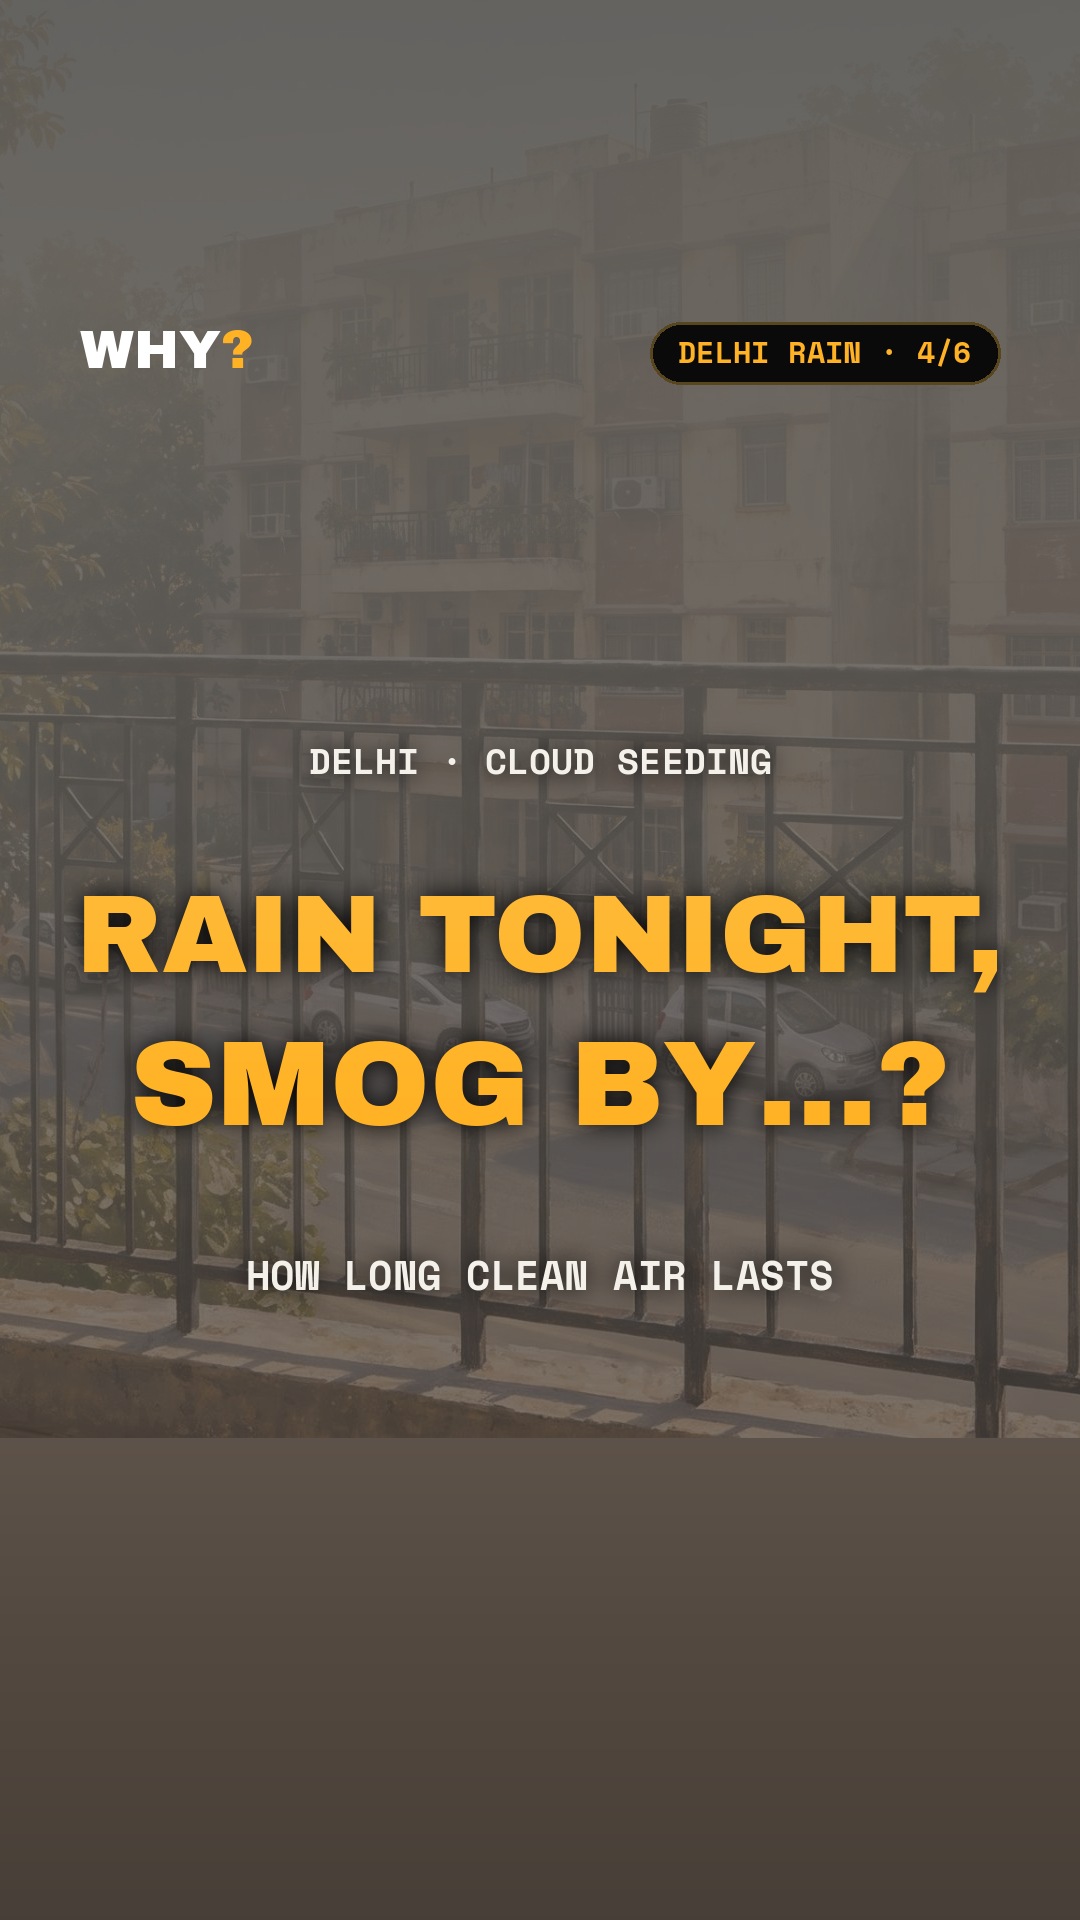 WHY?
DELHI RAIN · 4/6
DELHI · CLOUD SEEDING
RAIN TONIGHT,
SMOG BY...?
HOW LONG CLEAN AIR LASTS